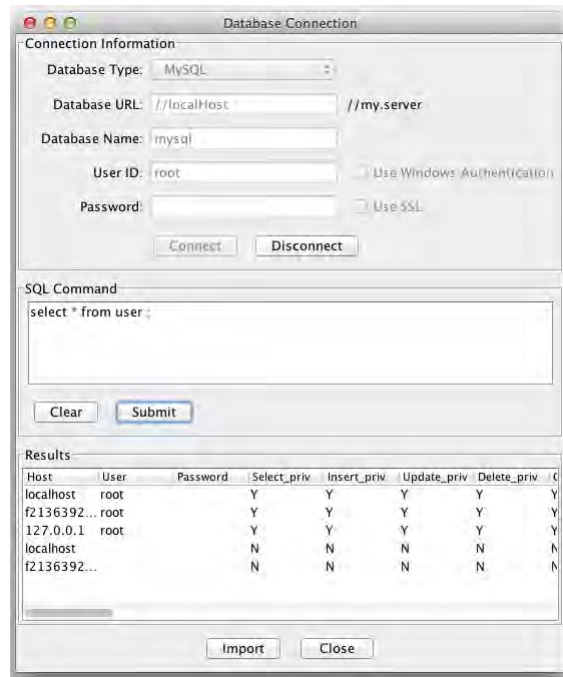 Database Connection
Connection Information
Database Type: MySQL
Database URL: //localHost //my.server
Database Name: mysql
User ID: root Use Windows Authentication
Password: Use SSL
Connect Disconnect
SQL Command
select * from user ;
Clear Submit
Results
Host User Password Select_priv Insert_priv Update_priv Delete_priv
localhost root Y Y Y Y Y
f2136392... root Y Y Y Y Y
127.0.0.1 root Y Y Y Y Y
localhost N N N N N
f2136392... N N N N N
Import Close